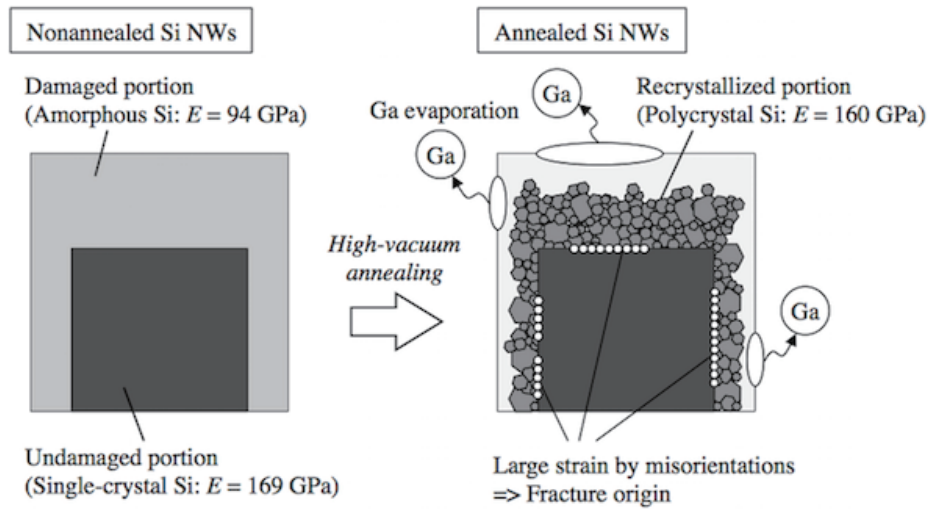 Nonannealed Si NWs
Damaged portion
(Amorphous Si: E = 94 GPa)
Undamaged portion
(Single-crystal Si: E = 169 GPa)
High-vacuum
annealing
Annealed Si NWs
Ga evaporation
Ga
Ga
Recrystallized portion
(Polycrystal Si: E = 160 GPa)
Ga
Large strain by misorientations
=> Fracture origin